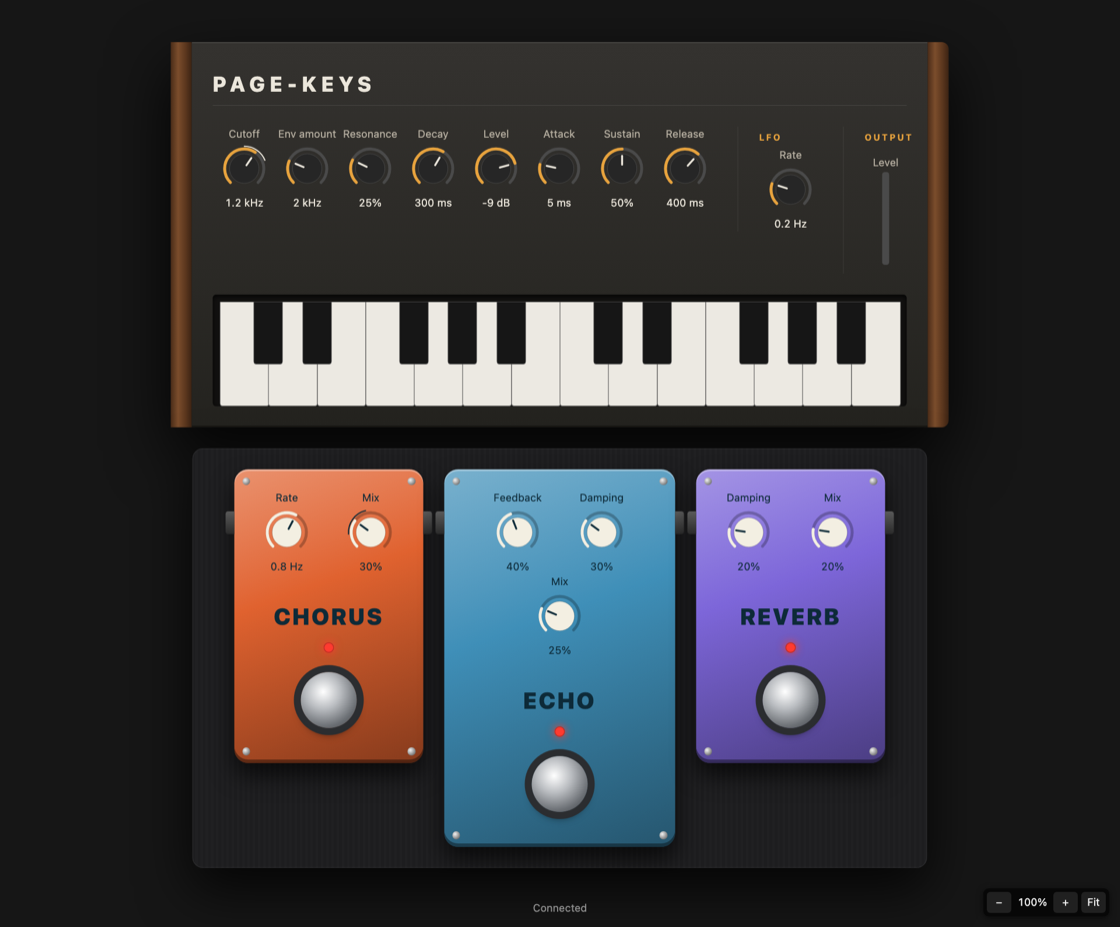 PAGE-KEYS
Cutoff Env amount Resonance Decay Level Attack Sustain Release
1.2 kHz 2 kHz 25% 300 ms -9 dB 5 ms 50% 400 ms
LFO
Rate
0.2 Hz
OUTPUT
Level
Rate Mix
0.8 Hz 30%
CHORUS
Feedback Damping
40% 30%
Mix
25%
ECHO
Damping Mix
20% 20%
REVERB
Connected
− 100% + Fit